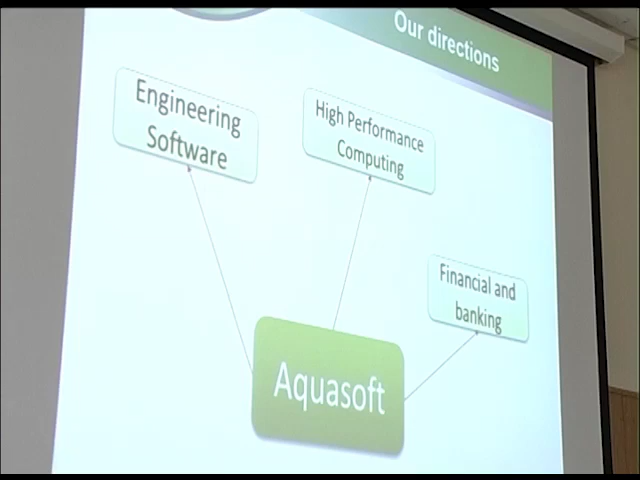 Our directions
Engineering
Software
High Performance
Computing
Financial and
banking
Aquasoft